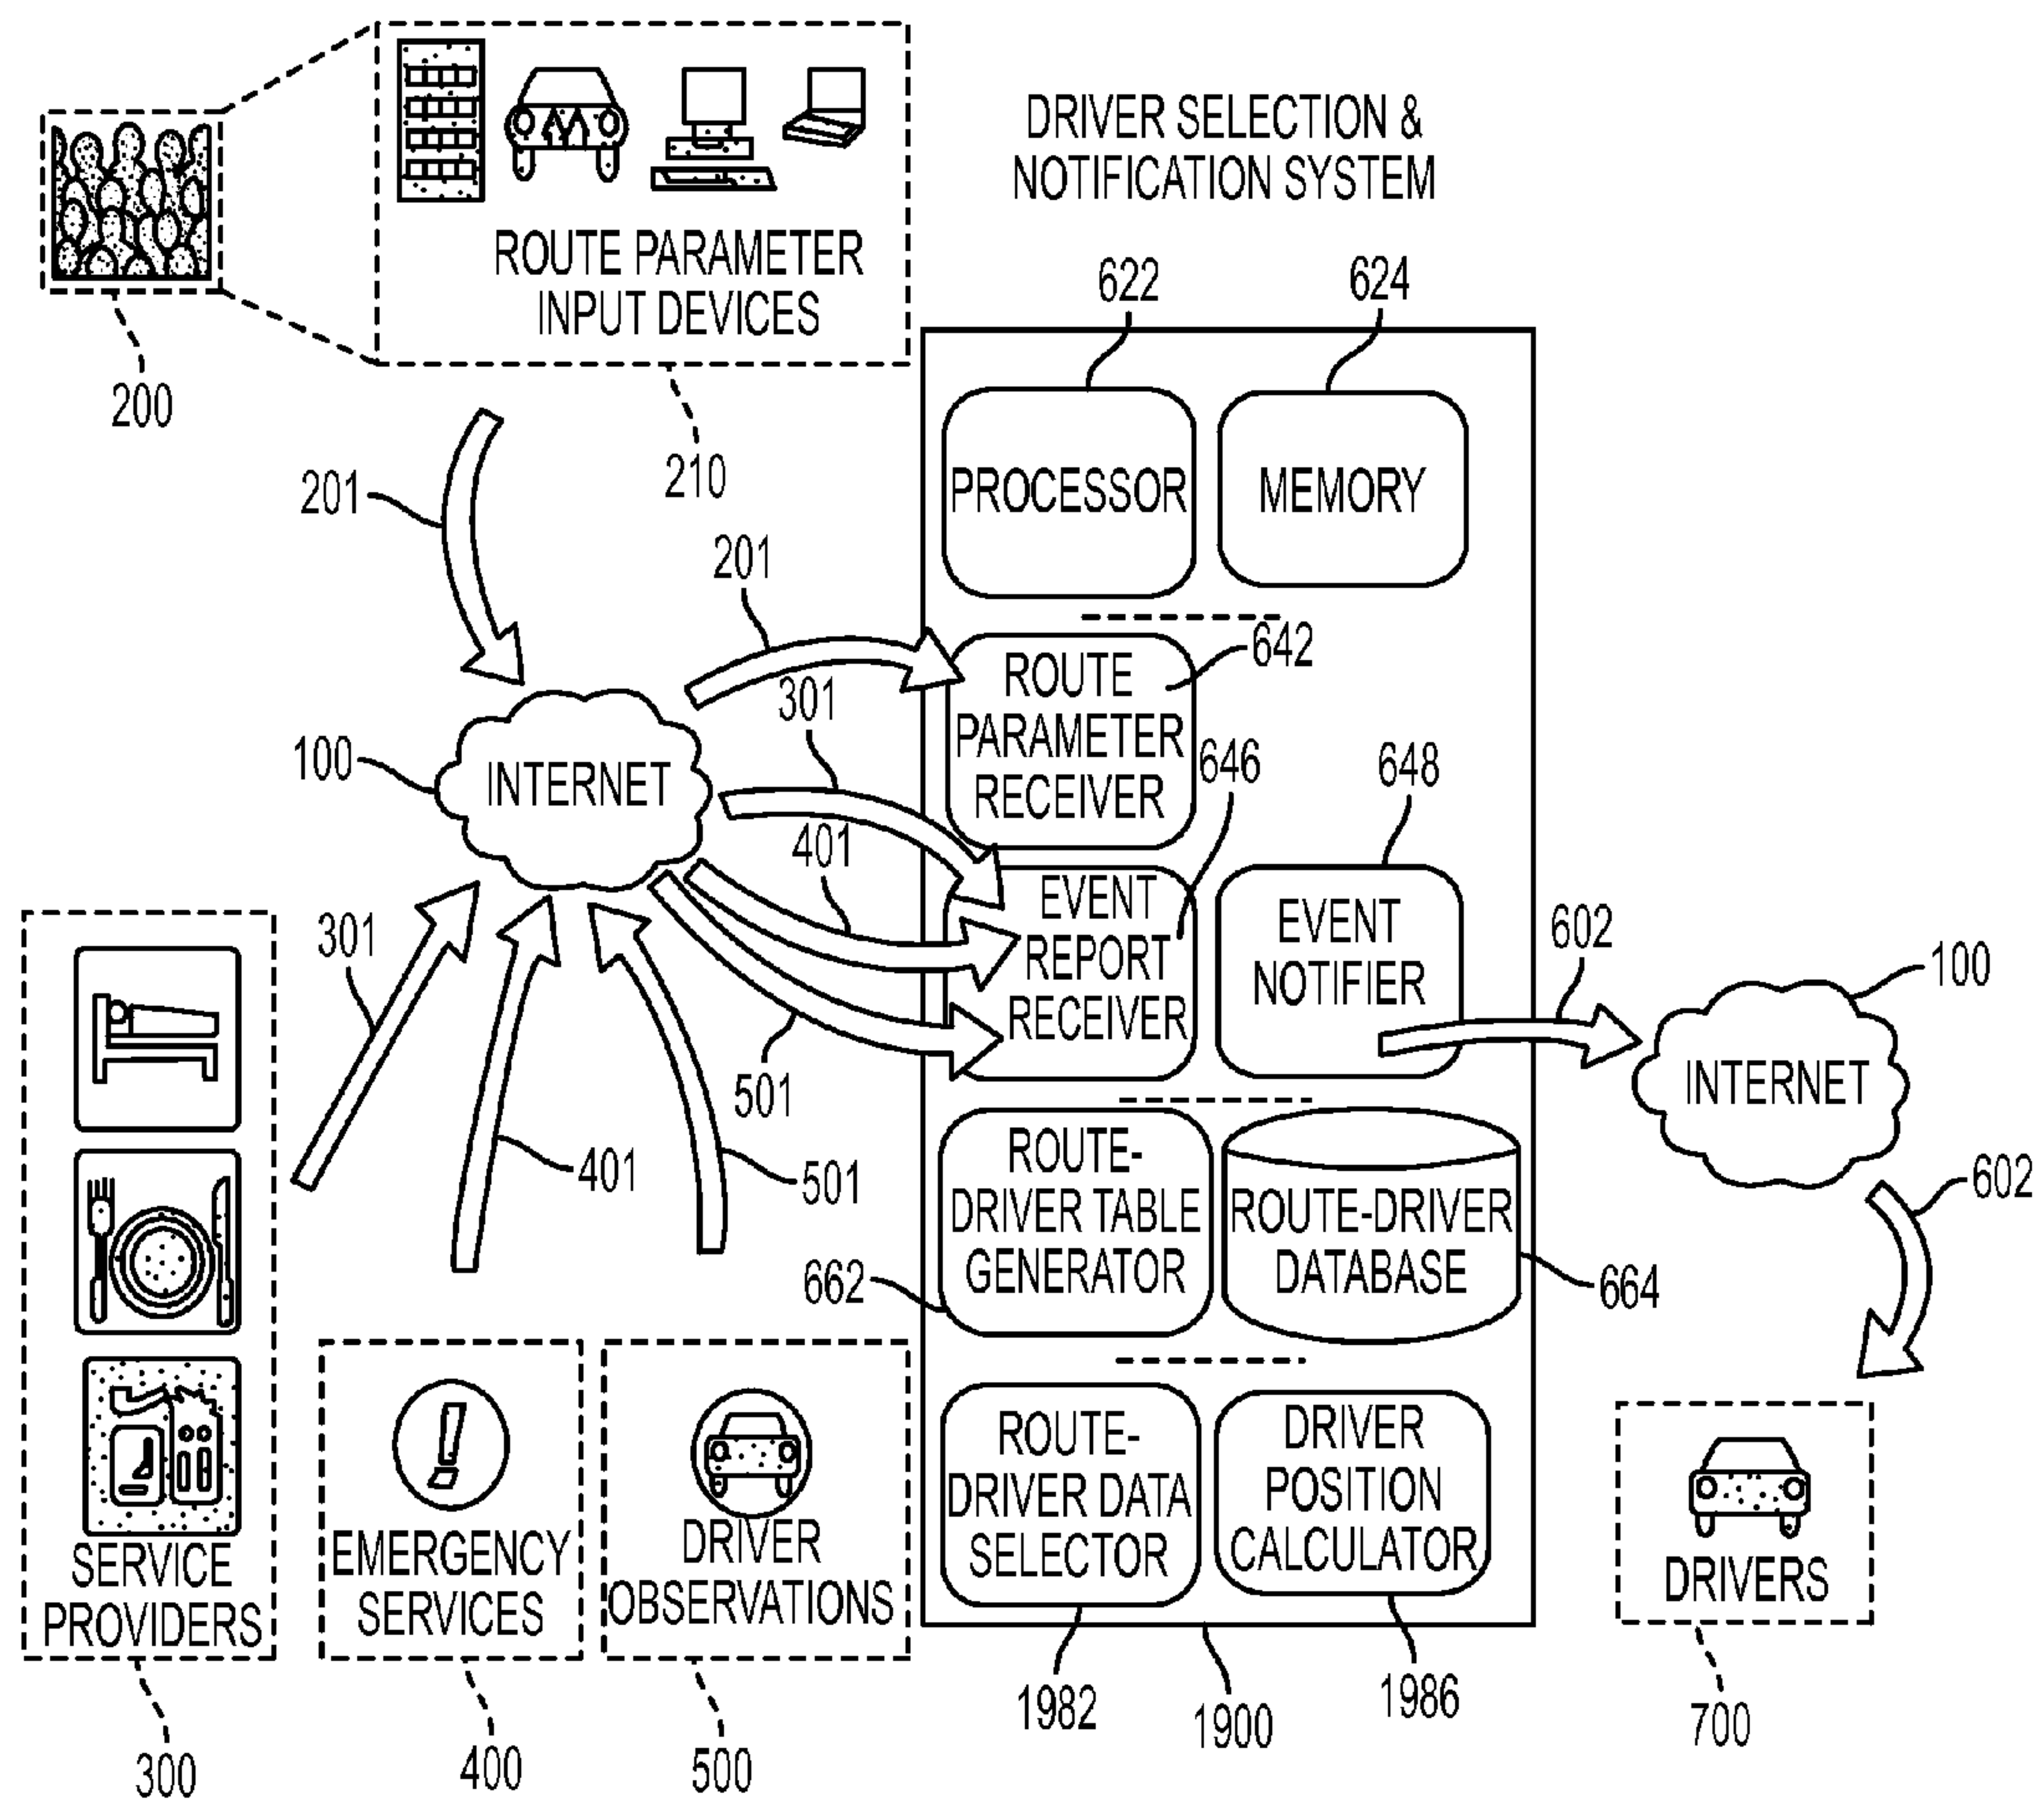 DRIVER SELECTION &
NOTIFICATION SYSTEM
ROUTE PARAMETER
INPUT DEVICES
200
210
622
624
PROCESSOR
MEMORY
201
201
642
ROUTE
PARAMETER
RECEIVER
301
100
INTERNET
646
648
401
EVENT
REPORT
RECEIVER
EVENT
NOTIFIER
602
100
INTERNET
301
501
401
501
602
ROUTE-
DRIVER TABLE
GENERATOR
662
ROUTE-DRIVER
DATABASE
664
SERVICE
PROVIDERS
300
EMERGENCY
SERVICES
400
DRIVER
OBSERVATIONS
500
ROUTE-
DRIVER DATA
SELECTOR
1982
DRIVER
POSITION
CALCULATOR
1986
1900
DRIVERS
700